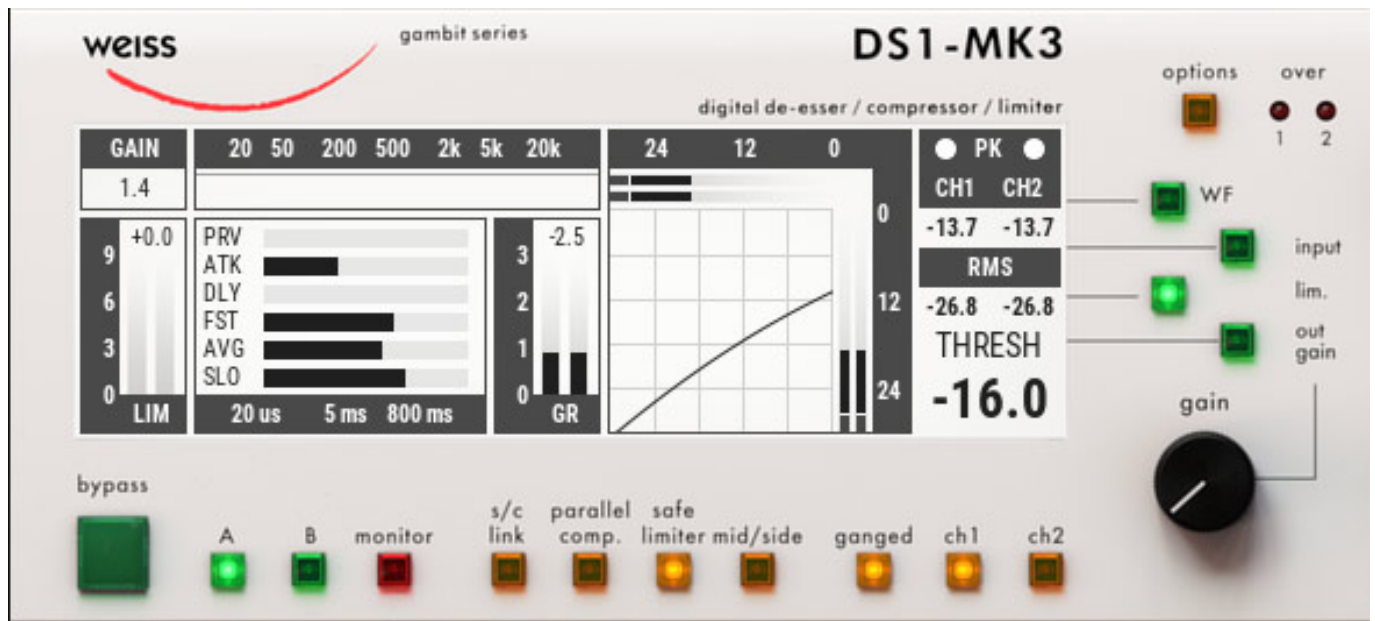 weiss
gambit series
DS1-MK3
digital de-esser / compressor / limiter
options
over
1 2
GAIN
1.4
20 50 200 500 2k 5k 20k
24 12 0
PK
CH1 CH2
-13.7 -13.7
RMS
-26.8 -26.8
THRESH
-16.0
WF
input
lim.
out
gain
+0.0
9
6
3
0
LIM
PRV
ATK
DLY
FST
AVG
SLO
20 us 5 ms 800 ms
-2.5
3
2
1
0
GR
0
12
24
gain
bypass
A
B
monitor
s/c
link
parallel
comp.
safe
limiter
mid/side
ganged
ch1
ch2